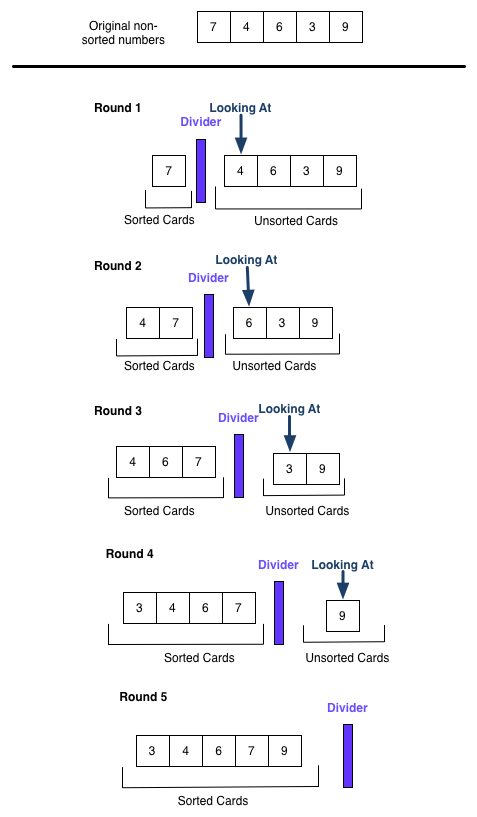 Original non-
sorted numbers
7 4 6 3 9
Round 1
Looking At
Divider
7
4 6 3 9
Sorted Cards
Unsorted Cards
Round 2
Looking At
Divider
4 7
6 3 9
Sorted Cards
Unsorted Cards
Round 3
Looking At
Divider
4 6 7
3 9
Sorted Cards
Unsorted Cards
Round 4
Divider
Looking At
3 4 6 7
9
Sorted Cards
Unsorted Cards
Round 5
Divider
3 4 6 7 9
Sorted Cards